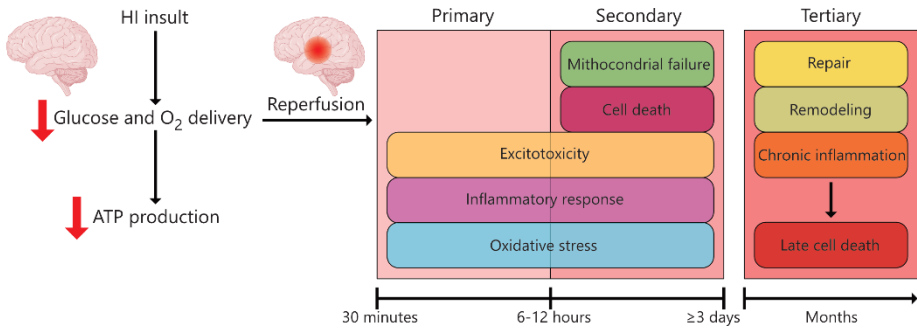 HI insult
Glucose and O₂ delivery
ATP production
Reperfusion
Primary
Secondary
Tertiary
Mithocondrial failure
Cell death
Excitotoxicity
Inflammatory response
Oxidative stress
Repair
Remodeling
Chronic inflammation
Late cell death
30 minutes
6-12 hours
≥3 days
Months